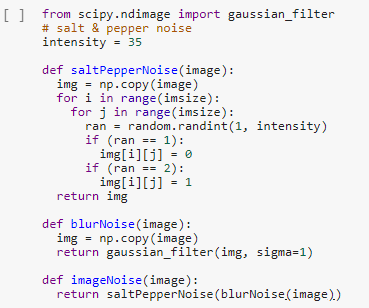 [ ] from scipy.ndimage import gaussian_filter
# salt & pepper noise
intensity = 35
def saltPepperNoise(image):
img = np.copy(image)
for i in range(imsize):
for j in range(imsize):
ran = random.randint(1, intensity)
if (ran == 1):
img[i][j] = 0
if (ran == 2):
img[i][j] = 1
return img
def blurNoise(image):
img = np.copy(image)
return gaussian_filter(img, sigma=1)
def imageNoise(image):
return saltPepperNoise(blurNoise(image))